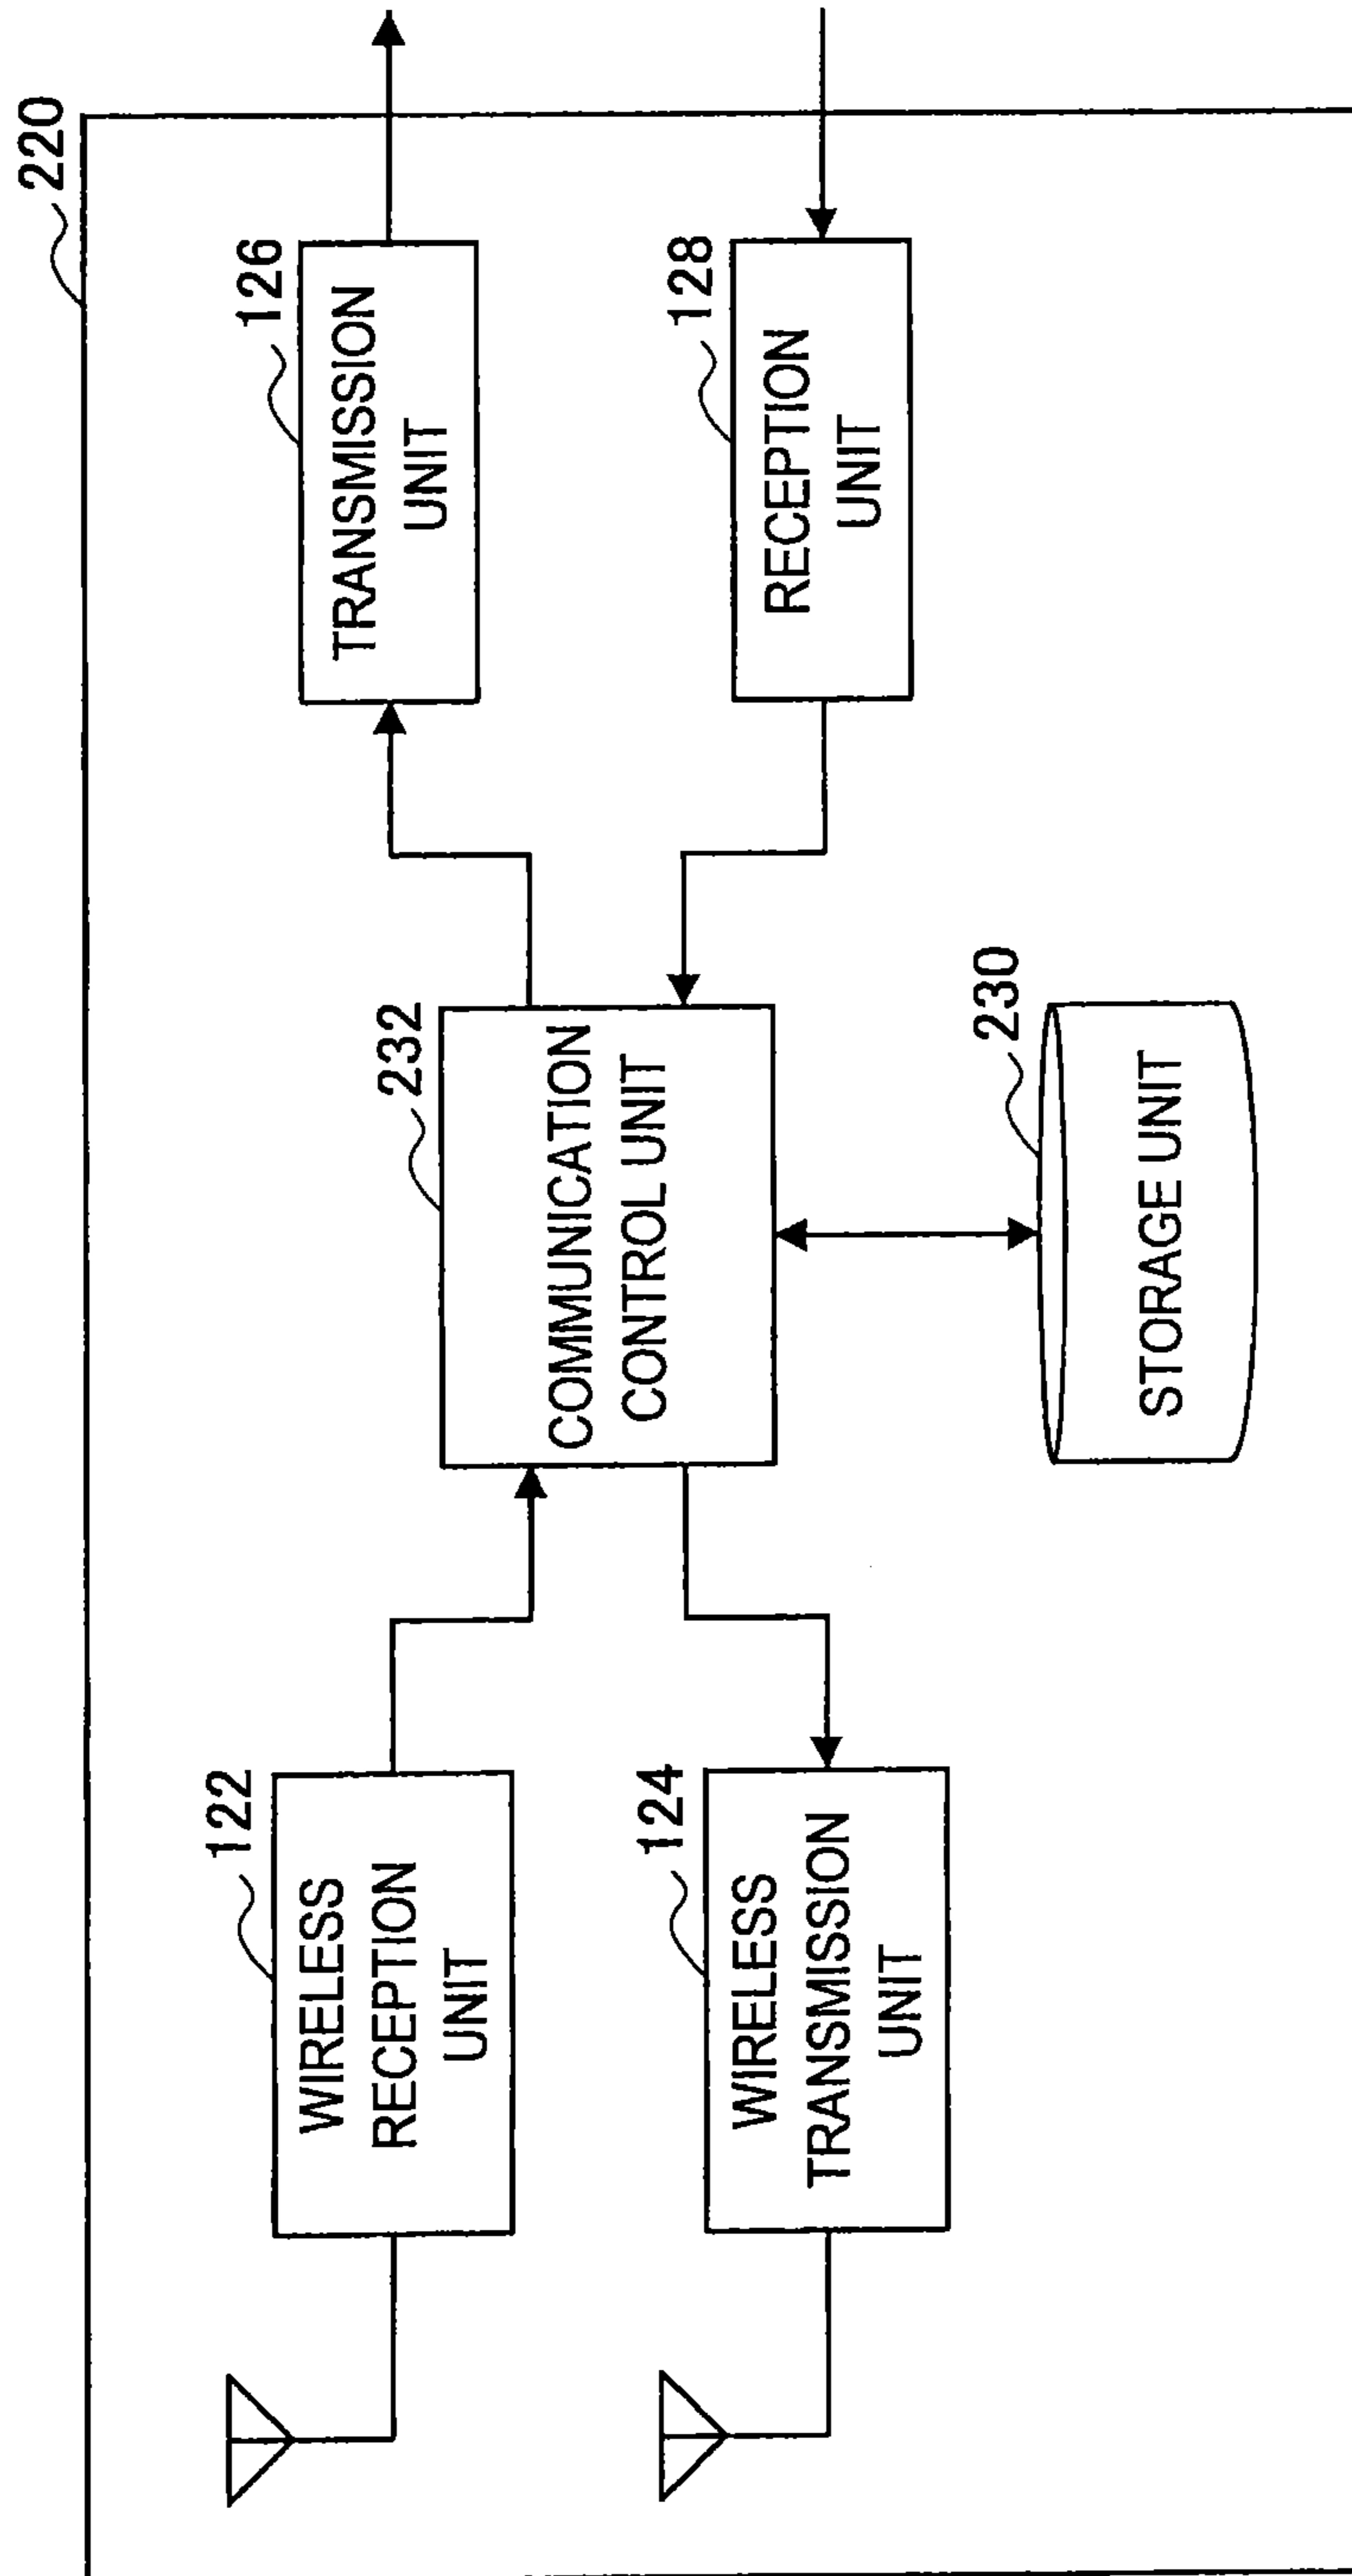 220
122
WIRELESS
RECEPTION
UNIT
232
COMMUNICATION
CONTROL UNIT
126
TRANSMISSION
UNIT
124
WIRELESS
TRANSMISSION
UNIT
128
RECEPTION
UNIT
230
STORAGE UNIT